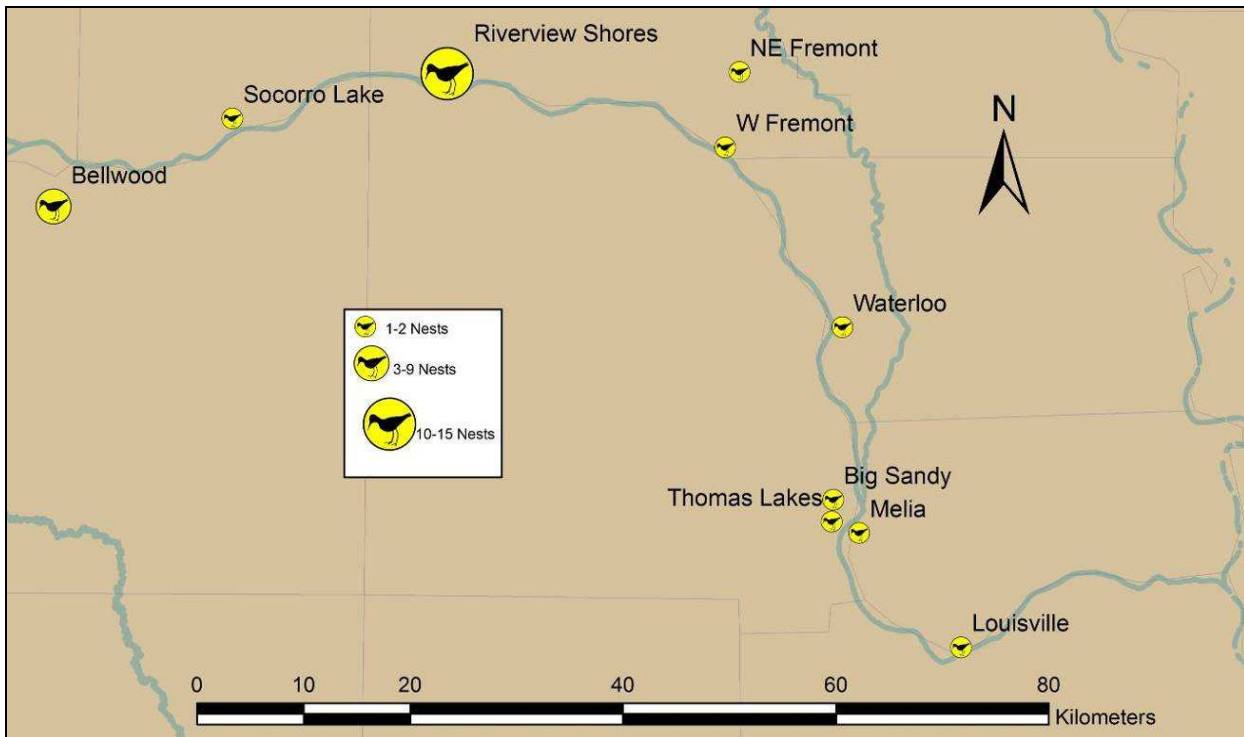 Riverview Shores
NE Fremont
Socorro Lake
N
W Fremont
Bellwood
Waterloo
1-2 Nests
3-9 Nests
10-15 Nests
Big Sandy
Thomas Lakes
Melia
Louisville
0 10 20 40 60 80
Kilometers